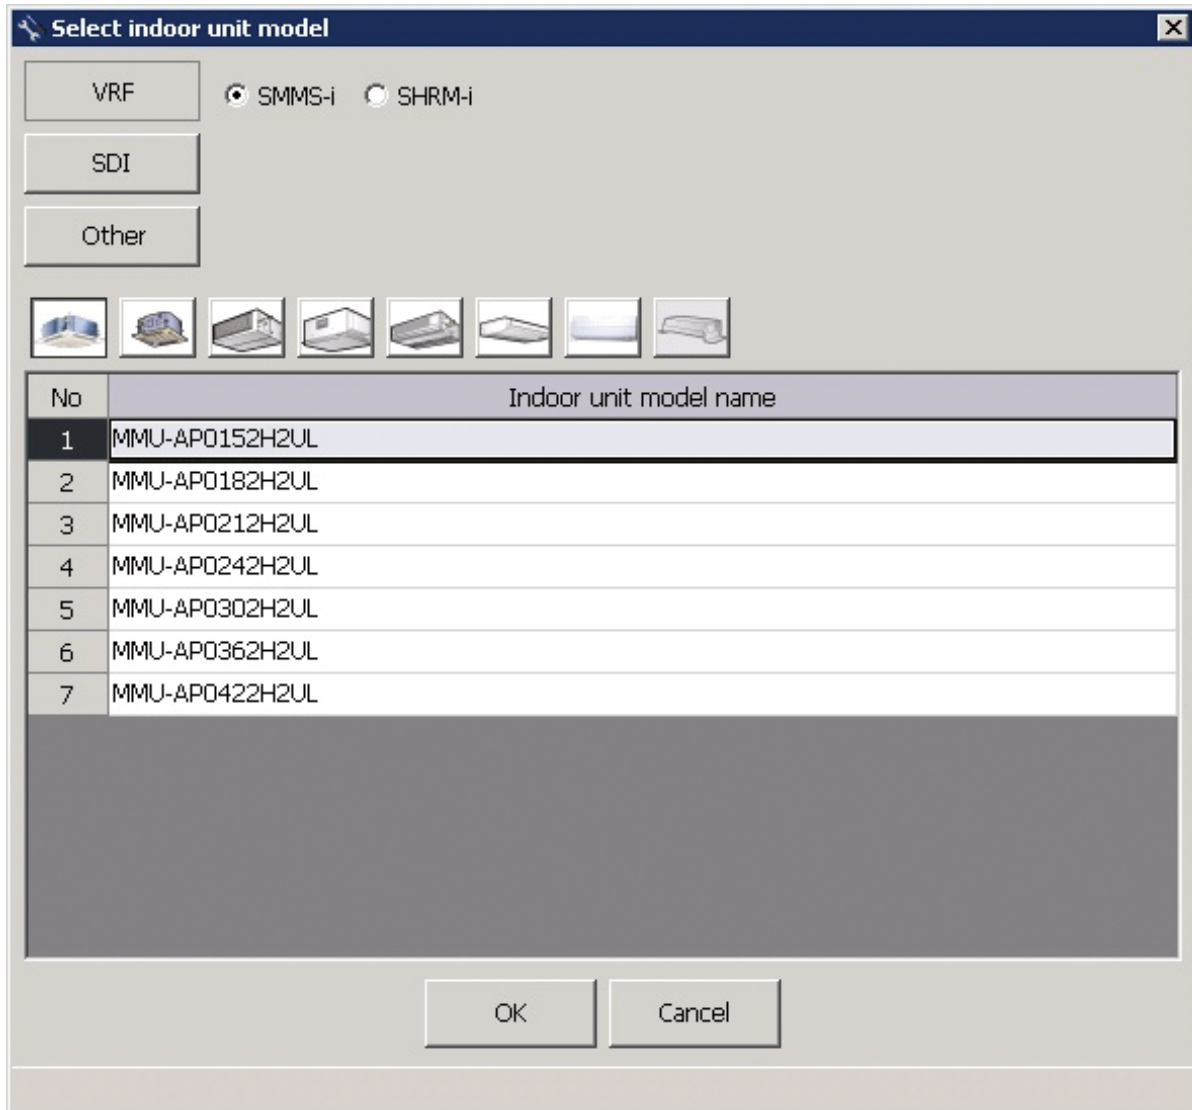 Select indoor unit model
VRF SMMS-i SHRM-i
SDI
Other
No Indoor unit model name
1 MMU-AP0152H2UL
2 MMU-AP0182H2UL
3 MMU-AP0212H2UL
4 MMU-AP0242H2UL
5 MMU-AP0302H2UL
6 MMU-AP0362H2UL
7 MMU-AP0422H2UL
OK Cancel